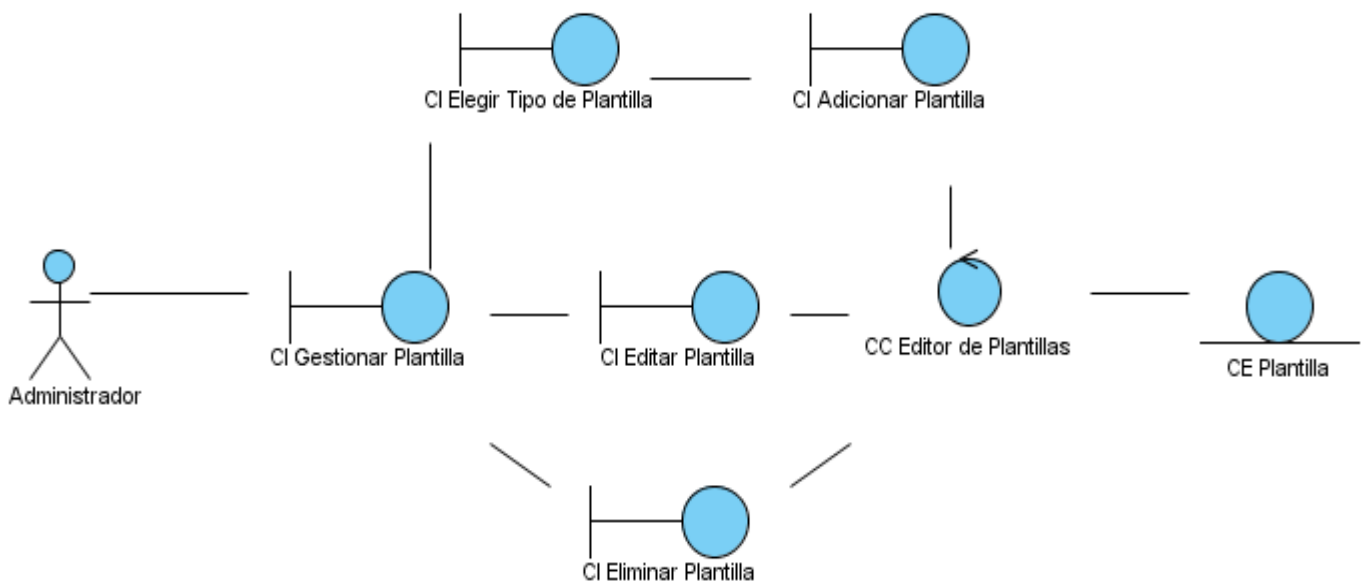 CI Elegir Tipo de Plantilla
CI Adicionar Plantilla
CI Gestionar Plantilla
CI Editar Plantilla
CC Editor de Plantillas
CE Plantilla
Administrador
CI Eliminar Plantilla